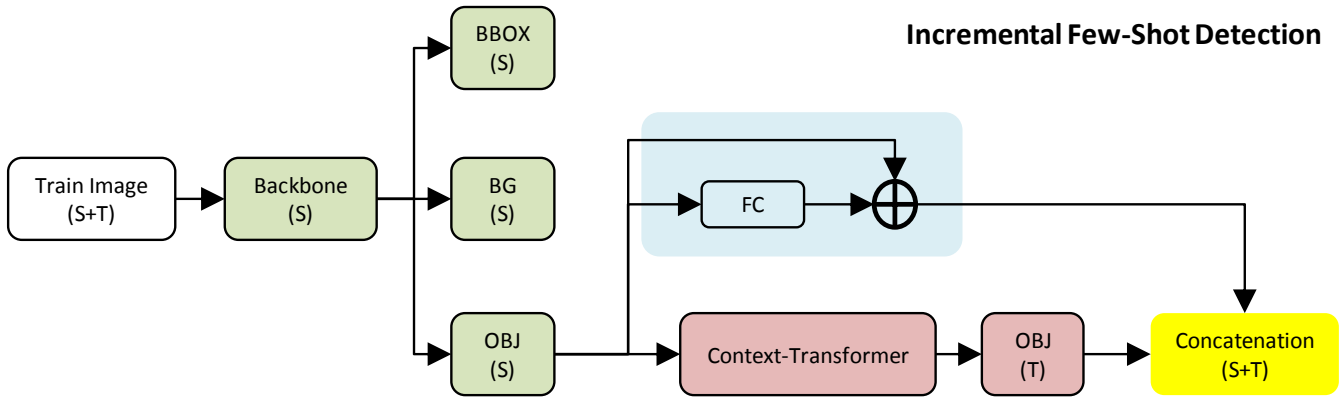 Incremental Few-Shot Detection
BBOX
(S)
Train Image
(S+T)
Backbone
(S)
BG
(S)
FC
OBJ
(S)
Context-Transformer
OBJ
(T)
Concatenation
(S+T)